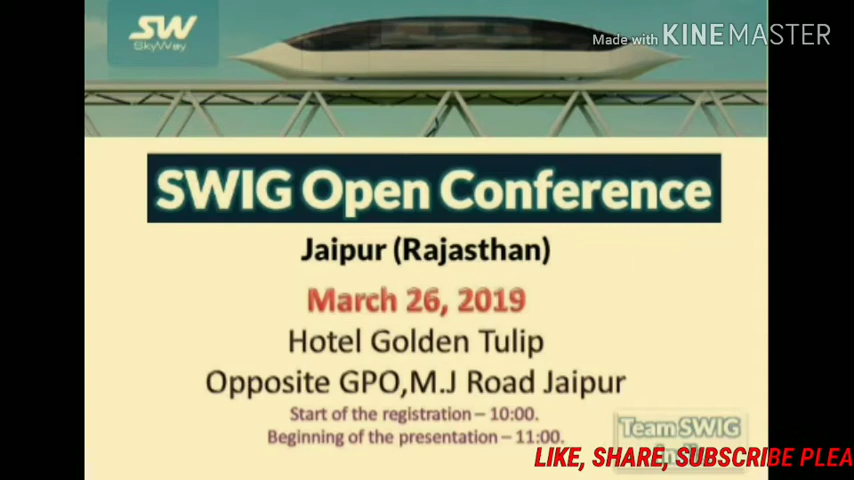 SW
SkyWay
Made with KINEMASTER
SWIG Open Conference
Jaipur (Rajasthan)
March 26, 2019
Hotel Golden Tulip
Opposite GPO,M.J Road Jaipur
Start of the registration – 10:00.
Beginning of the presentation – 11:00.
Team SWIG
LIKE, SHARE, SUBSCRIBE PLEA